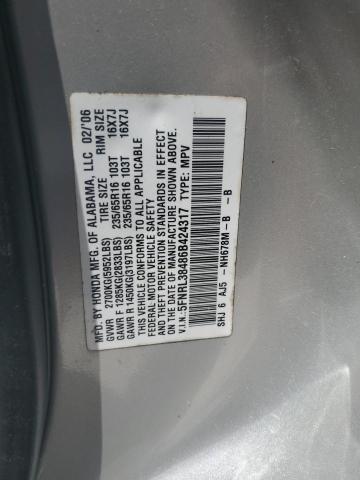 MFD. BY HONDA MFG. OF ALABAMA, LLC 02/'06
TIRE SIZE RIM SIZE
GVWR 2700KG(5952LBS)
GAWR F 1285KG(2833LBS) 235/65R16 103T 16X7J
GAWR R 1450KG(3197LBS) 235/65R16 103T 16X7J
THIS VEHICLE CONFORMS TO ALL APPLICABLE
FEDERAL MOTOR VEHICLE SAFETY
AND THEFT PREVENTION STANDARDS IN EFFECT
ON THE DATE OF MANUFACTURE SHOWN ABOVE.
V.I.N.: 5FNRL38486B424317 TYPE: MPV
SHJ 6 AJ5 -NH678M-B -B